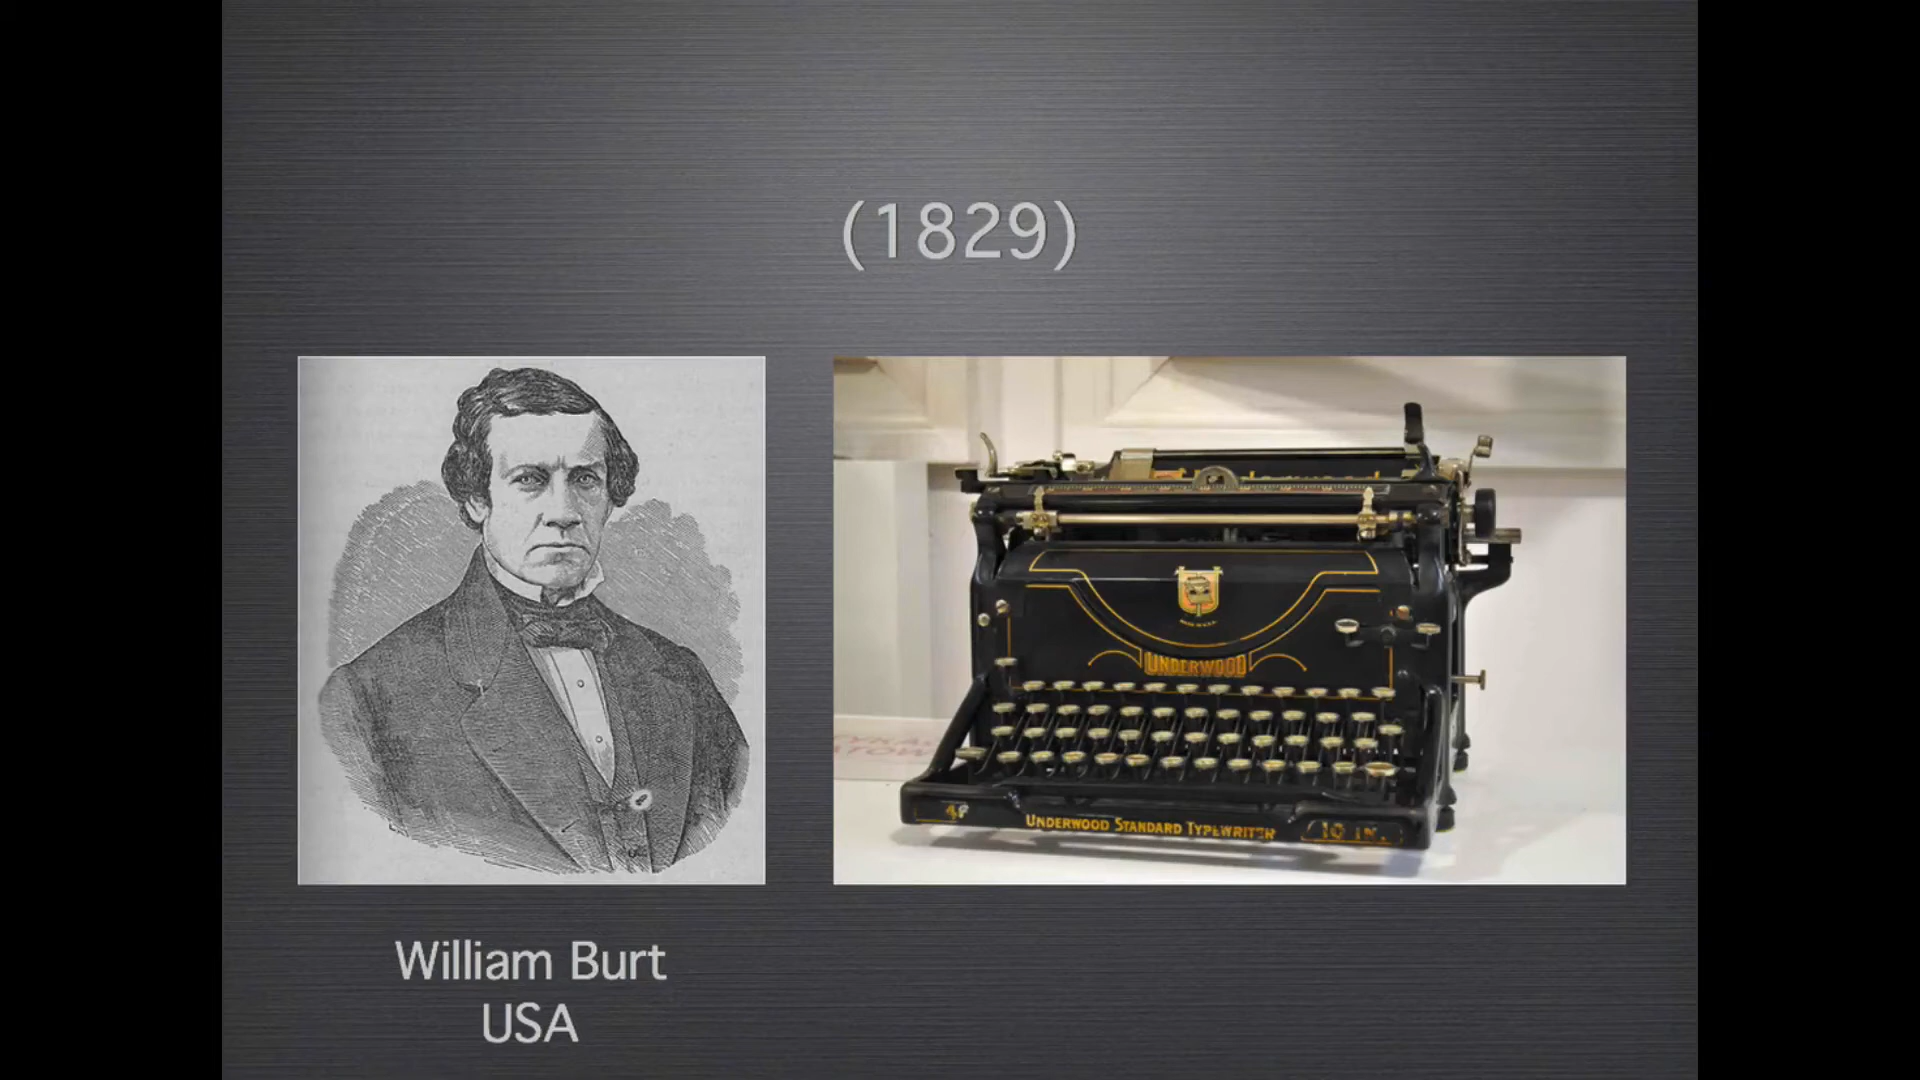 (1829)
UNDERWOOD
UNDERWOOD STANDARD TYPEWRITER
10 IN.
William Burt
USA